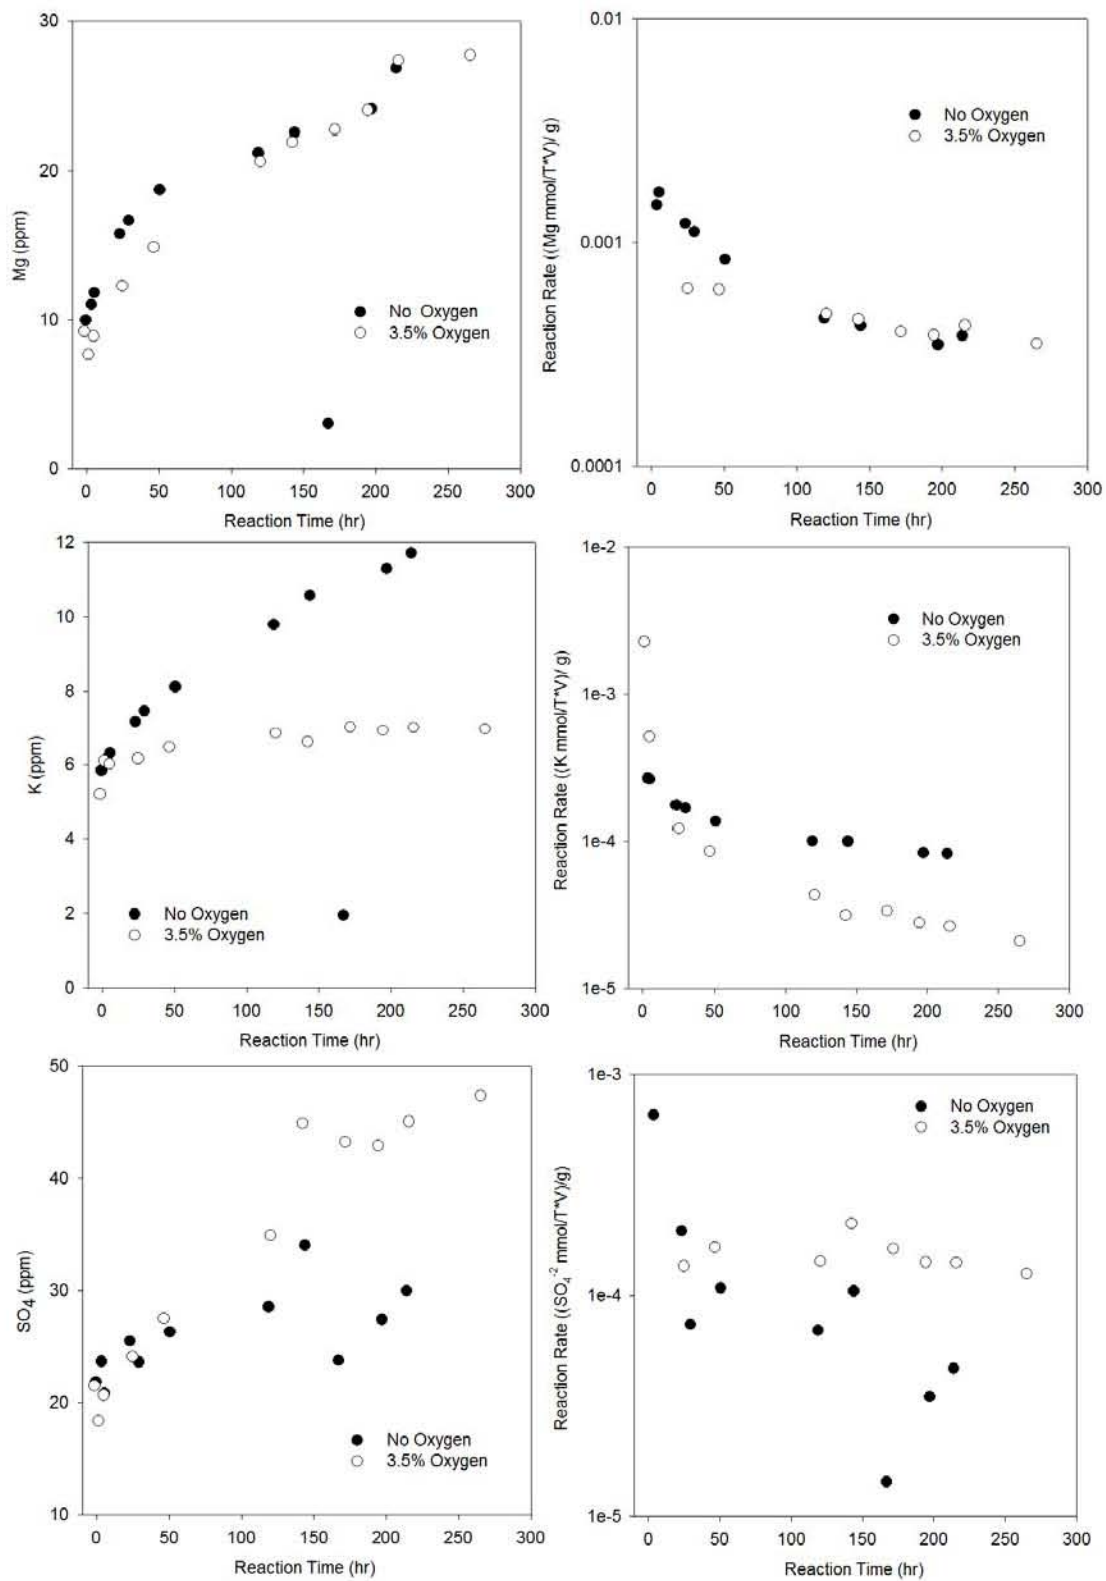 30
20
10
0
Mg (ppm)
No Oxygen
3.5% Oxygen
0 50 100 150 200 250 300
Reaction Time (hr)
0.01
0.001
0.0001
Reaction Rate ((Mg mmol/T*V)/ g)
No Oxygen
3.5% Oxygen
0 50 100 150 200 250 300
Reaction Time (hr)
12
10
8
6
4
2
0
K (ppm)
No Oxygen
3.5% Oxygen
0 50 100 150 200 250 300
Reaction Time (hr)
1e-2
1e-3
1e-4
1e-5
Reaction Rate ((K mmol/T*V)/ g)
No Oxygen
3.5% Oxygen
0 50 100 150 200 250 300
Reaction Time (hr)
50
40
30
20
10
SO4 (ppm)
No Oxygen
3.5% Oxygen
0 50 100 150 200 250 300
Reaction Time (hr)
1e-3
1e-4
1e-5
Reaction Rate ((SO4-2 mmol/T*V)/g)
No Oxygen
3.5% Oxygen
0 50 100 150 200 250 300
Reaction Time (hr)